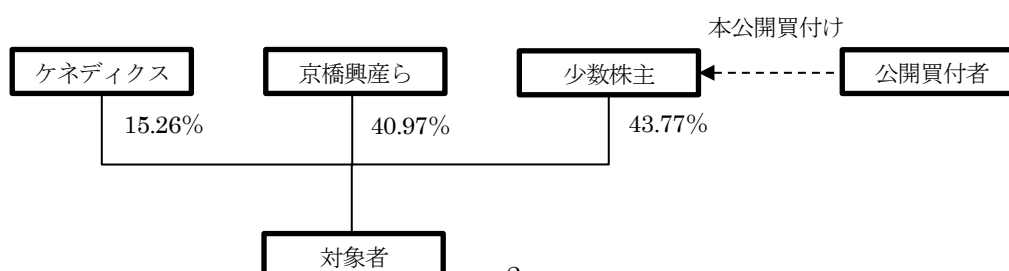 本公開買付け
ケネディクス
京橋興産ら
少数株主
公開買付者
15.26%
40.97%
43.77%
対象者